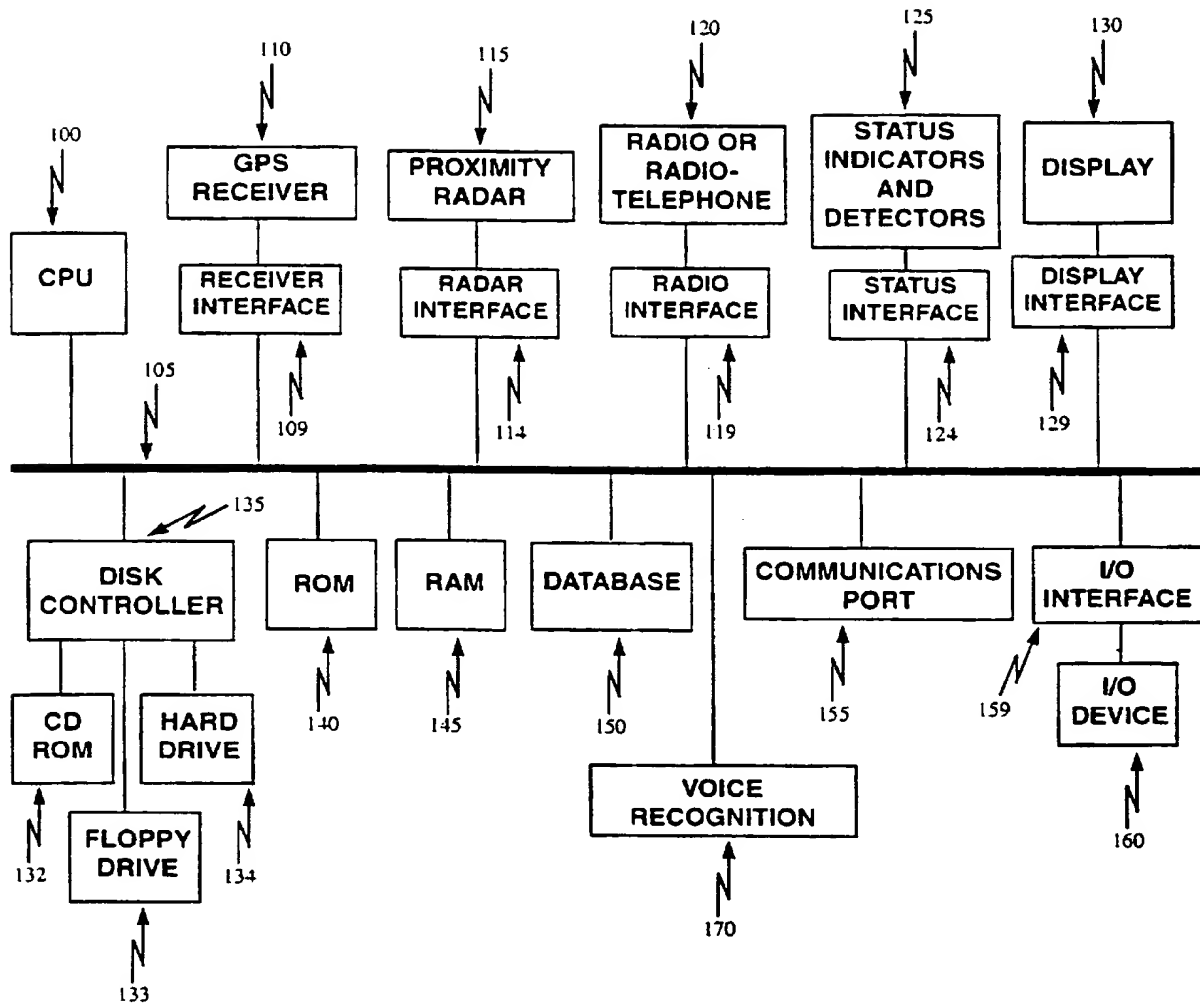 110
115
120
125
130
100
GPS
RECEIVER
PROXIMITY
RADAR
RADIO OR
RADIO-
TELEPHONE
STATUS
INDICATORS
AND
DETECTORS
DISPLAY
CPU
RECEIVER
INTERFACE
RADAR
INTERFACE
RADIO
INTERFACE
STATUS
INTERFACE
DISPLAY
INTERFACE
105
109
114
119
124
129
135
DISK
CONTROLLER
ROM
RAM
DATABASE
COMMUNICATIONS
PORT
I/O
INTERFACE
CD
ROM
HARD
DRIVE
140
145
150
155
159
I/O
DEVICE
VOICE
RECOGNITION
FLOPPY
DRIVE
132
134
160
170
133